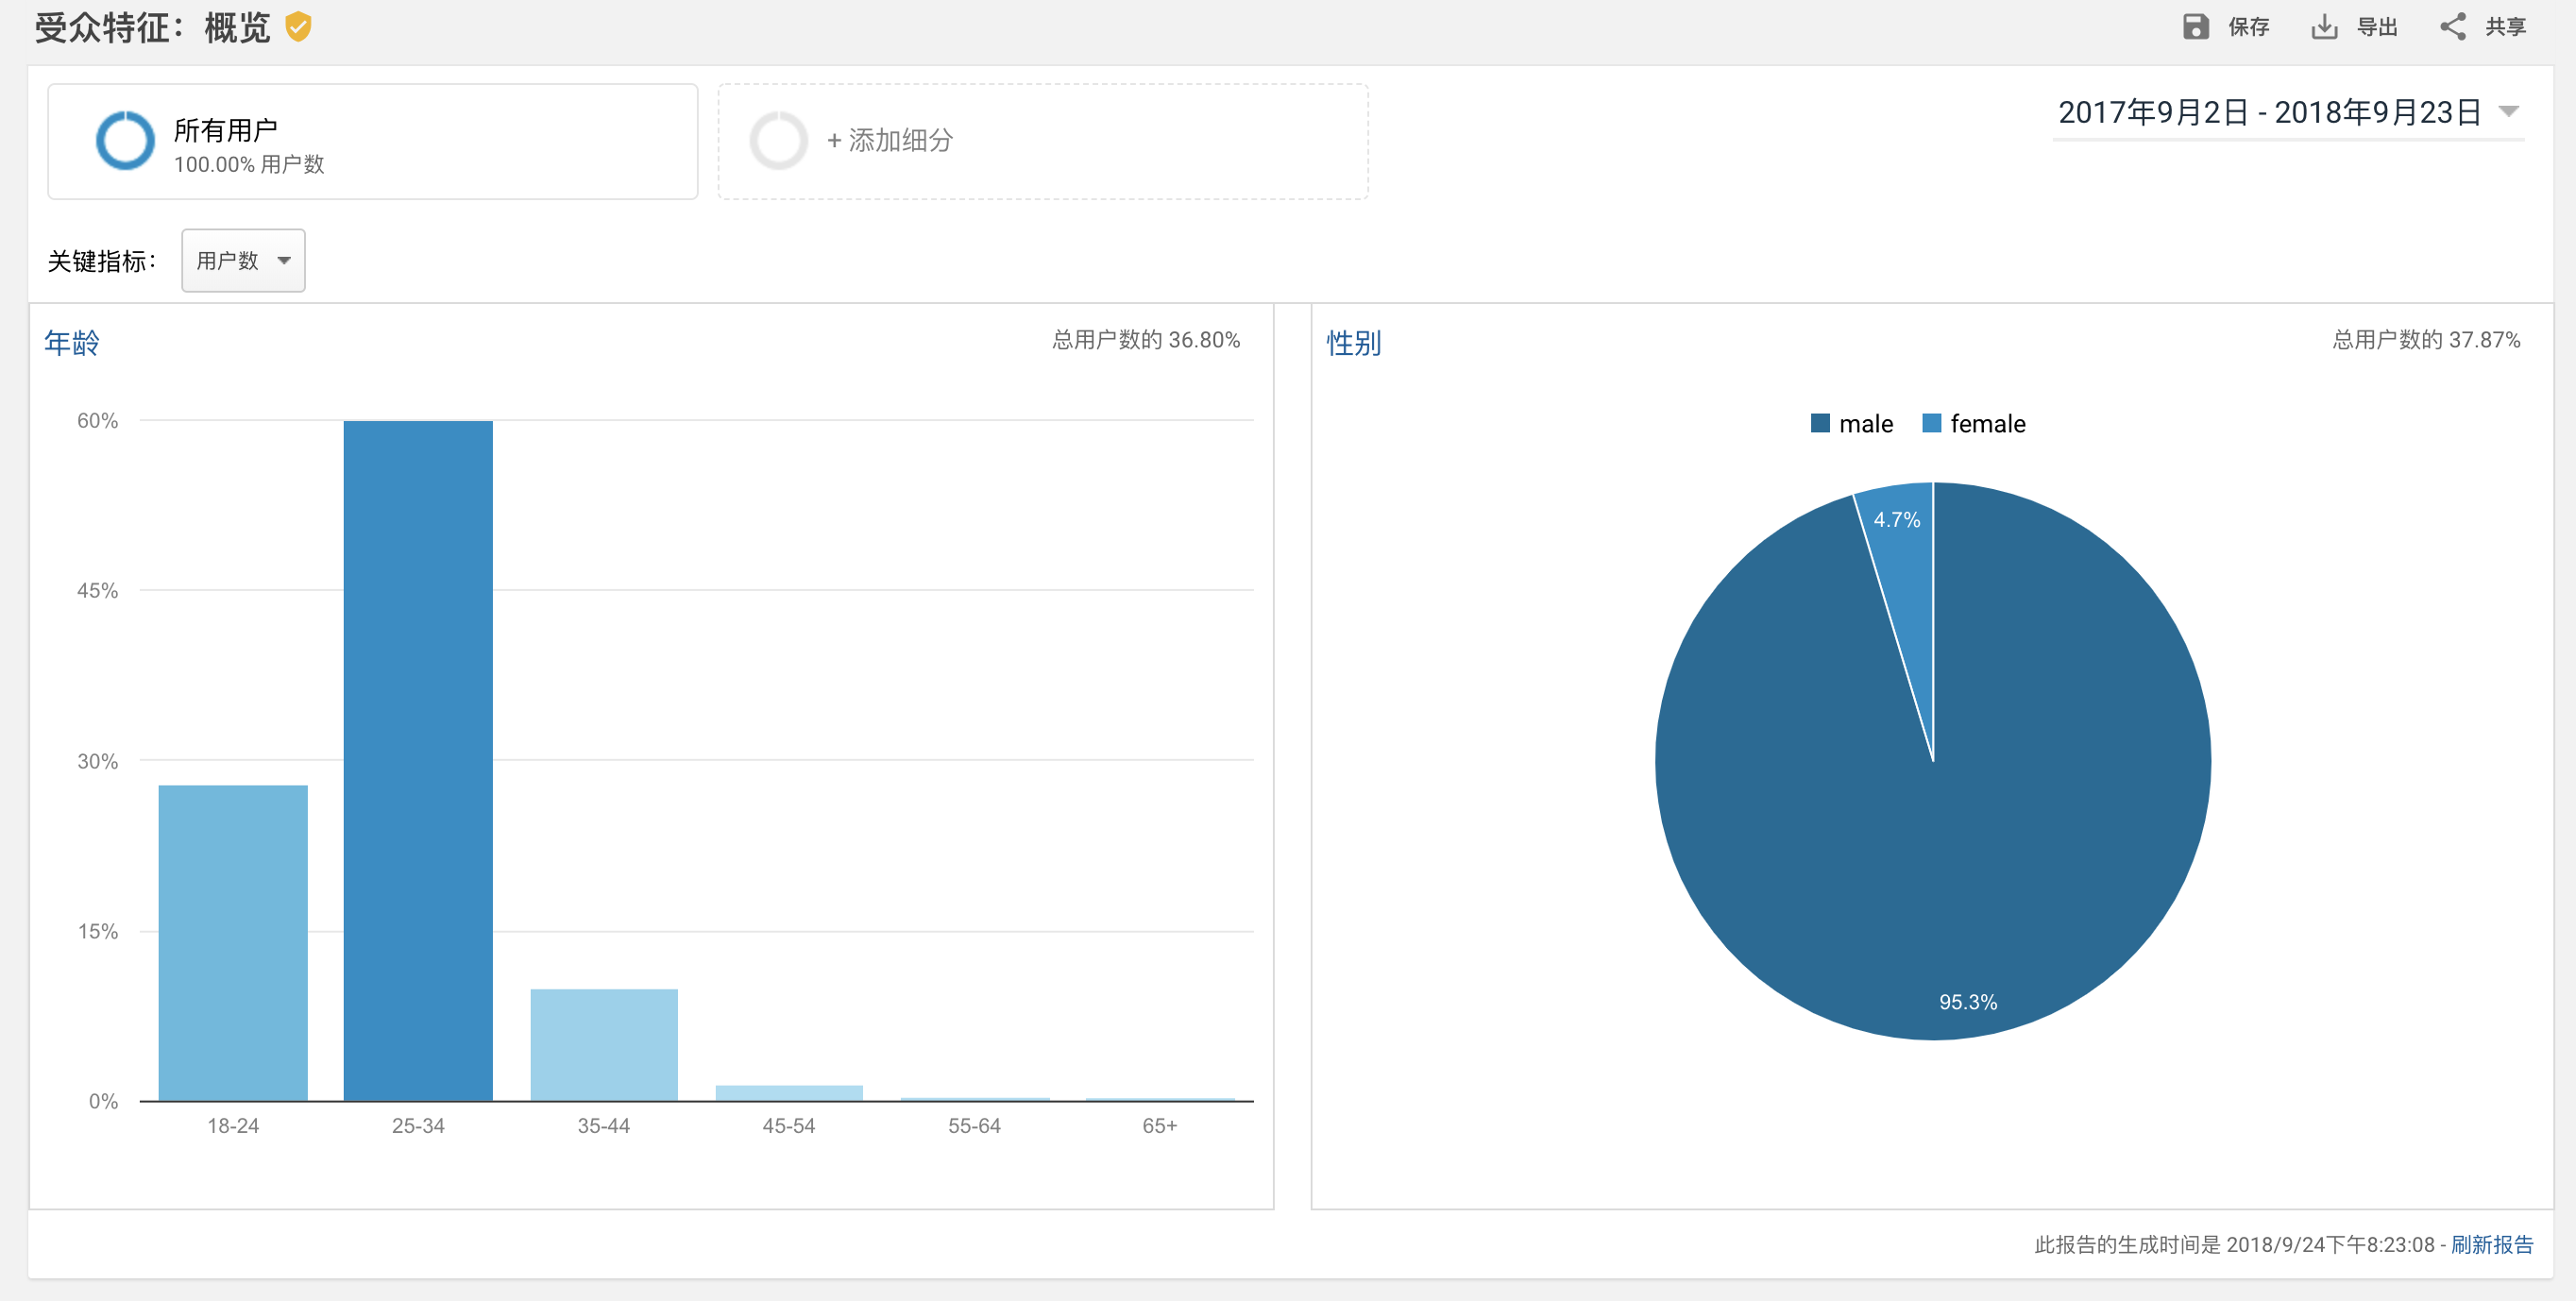 受众特征：概览
保存
导出
共享
所有用户
100.00% 用户数
+ 添加细分
2017年9月2日 - 2018年9月23日
关键指标：
用户数
年龄
总用户数的 36.80%
60%
45%
30%
15%
0%
18-24
25-34
35-44
45-54
55-64
65+
性别
总用户数的 37.87%
male
female
4.7%
95.3%
此报告的生成时间是 2018/9/24下午8:23:08 - 刷新报告